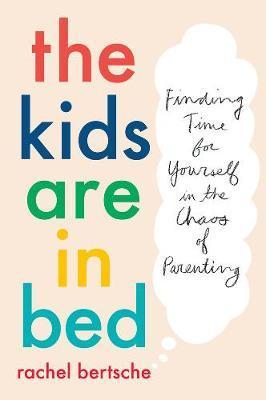 the
kids
are
in
bed
Finding
Time
for
Yourself
in the
Chaos
of
Parenting
rachel bertsche